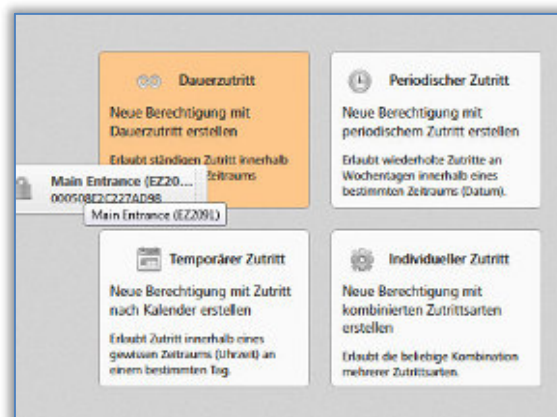 Dauerzutritt
Neue Berechtigung mit
Dauerzutritt erstellen
Erlaubt ständigen Zutritt innerhalb
Zeitraums
Main Entrance (EZ20...
000508E2C227AD98
Main Entrance (EZ209L)
Periodischer Zutritt
Neue Berechtigung mit
periodischem Zutritt erstellen
Erlaubt wiederholte Zutritte an
Wochentagen innerhalb eines
bestimmten Zeitraums (Datum).
Temporärer Zutritt
Neue Berechtigung mit Zutritt
nach Kalender erstellen
Erlaubt Zutritt innerhalb eines
gewissen Zeitraums (Uhrzeit) an
einem bestimmten Tag.
Individueller Zutritt
Neue Berechtigung mit
kombinierten Zutrittsarten
erstellen
Erlaubt die beliebige Kombination
mehrerer Zutrittsarten.